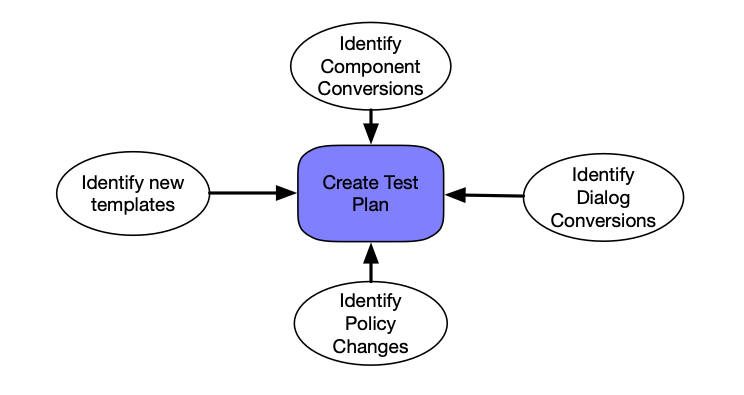 Identify
Component
Conversions
Identify new
templates
Create Test
Plan
Identify
Dialog
Conversions
Identify
Policy
Changes